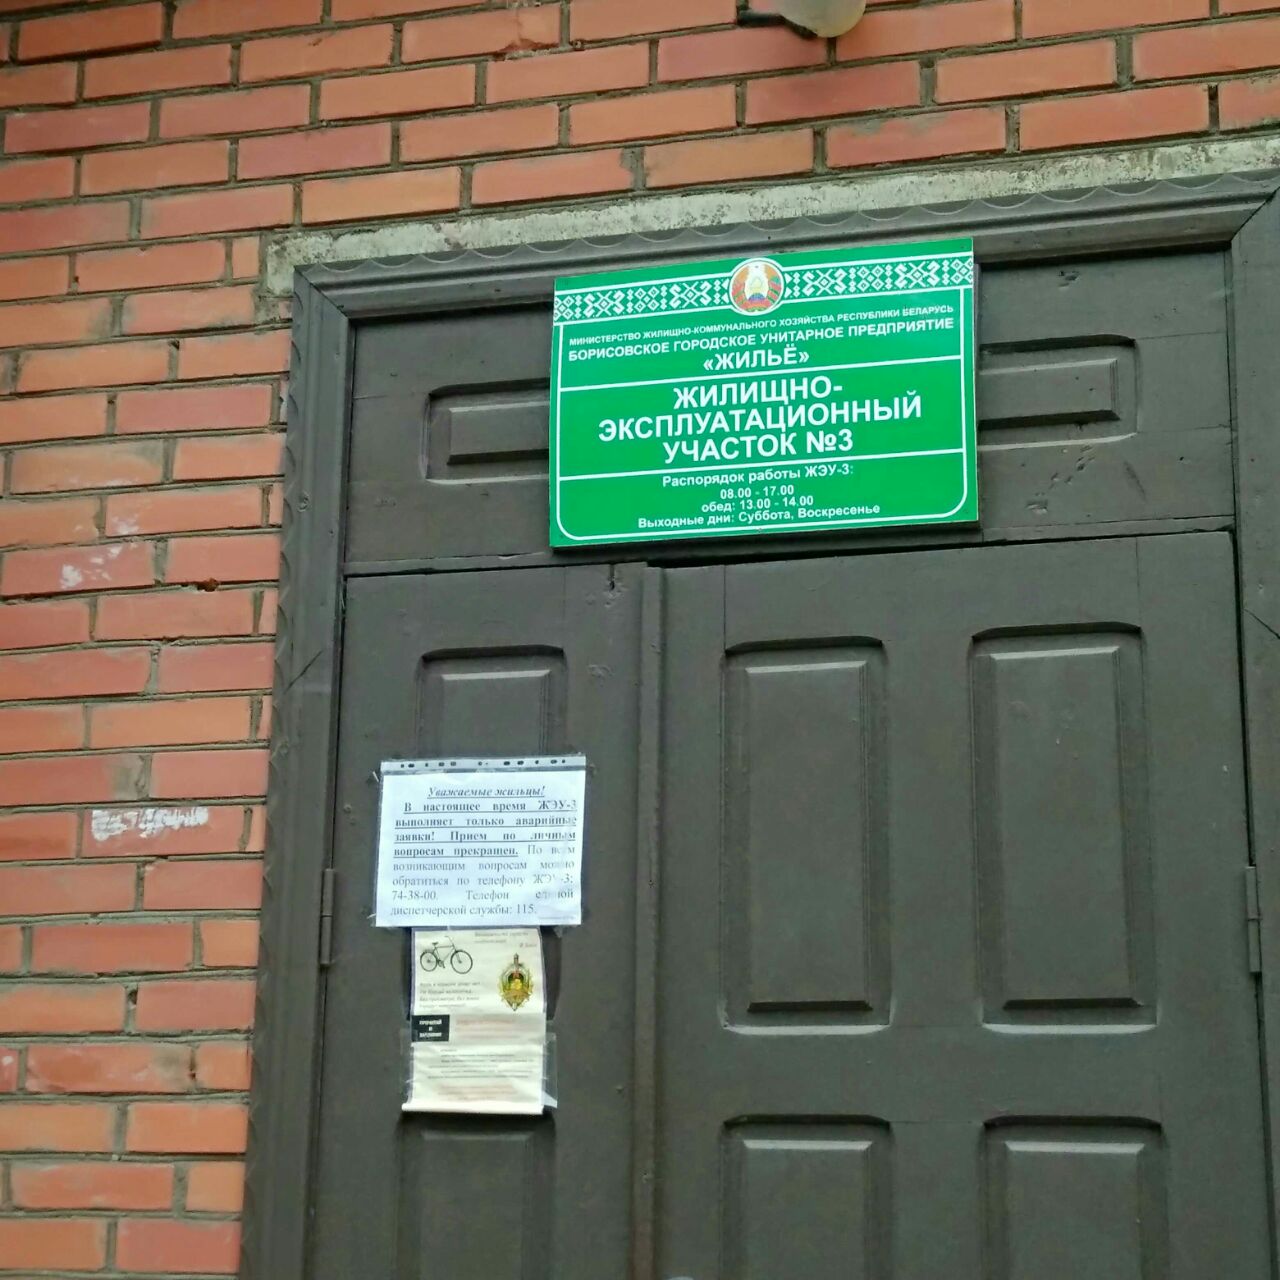 МИНИСТЕРСТВО ЖИЛИЩНО-КОММУНАЛЬНОГО ХОЗЯЙСТВА РЕСПУБЛИКИ БЕЛАРУСЬ
БОРИСОВСКОЕ ГОРОДСКОЕ УНИТАРНОЕ ПРЕДПРИЯТИЕ
«ЖИЛЬЁ»
ЖИЛИЩНО-
ЭКСПЛУАТАЦИОННЫЙ
УЧАСТОК №3
Распорядок работы ЖЭУ-3:
08.00 - 17.00
обед: 13.00 - 14.00
Выходные дни: Суббота, Воскресенье
Уважаемые жильцы!
В настоящее время ЖЭУ-3
выполняет только аварийные
заявки! Прием по личным
вопросам прекращен. По всем
возникающим вопросам можно
обратиться по телефону ЖЭУ-3:
74-38-00. Телефон единой
диспетчерской службы: 115.